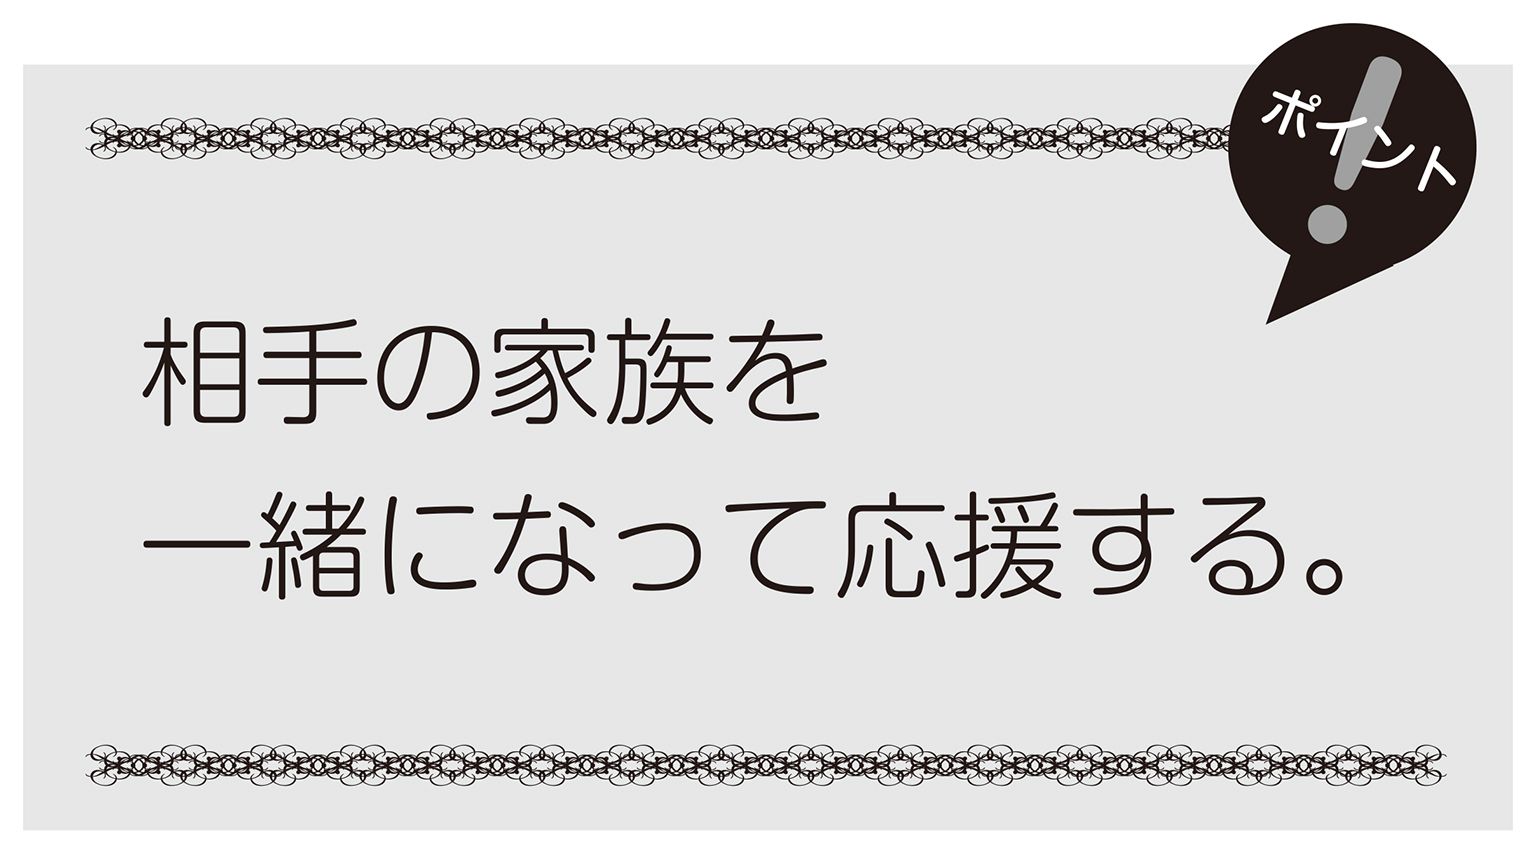 ポイント
相手の家族を
一緒になって応援する。